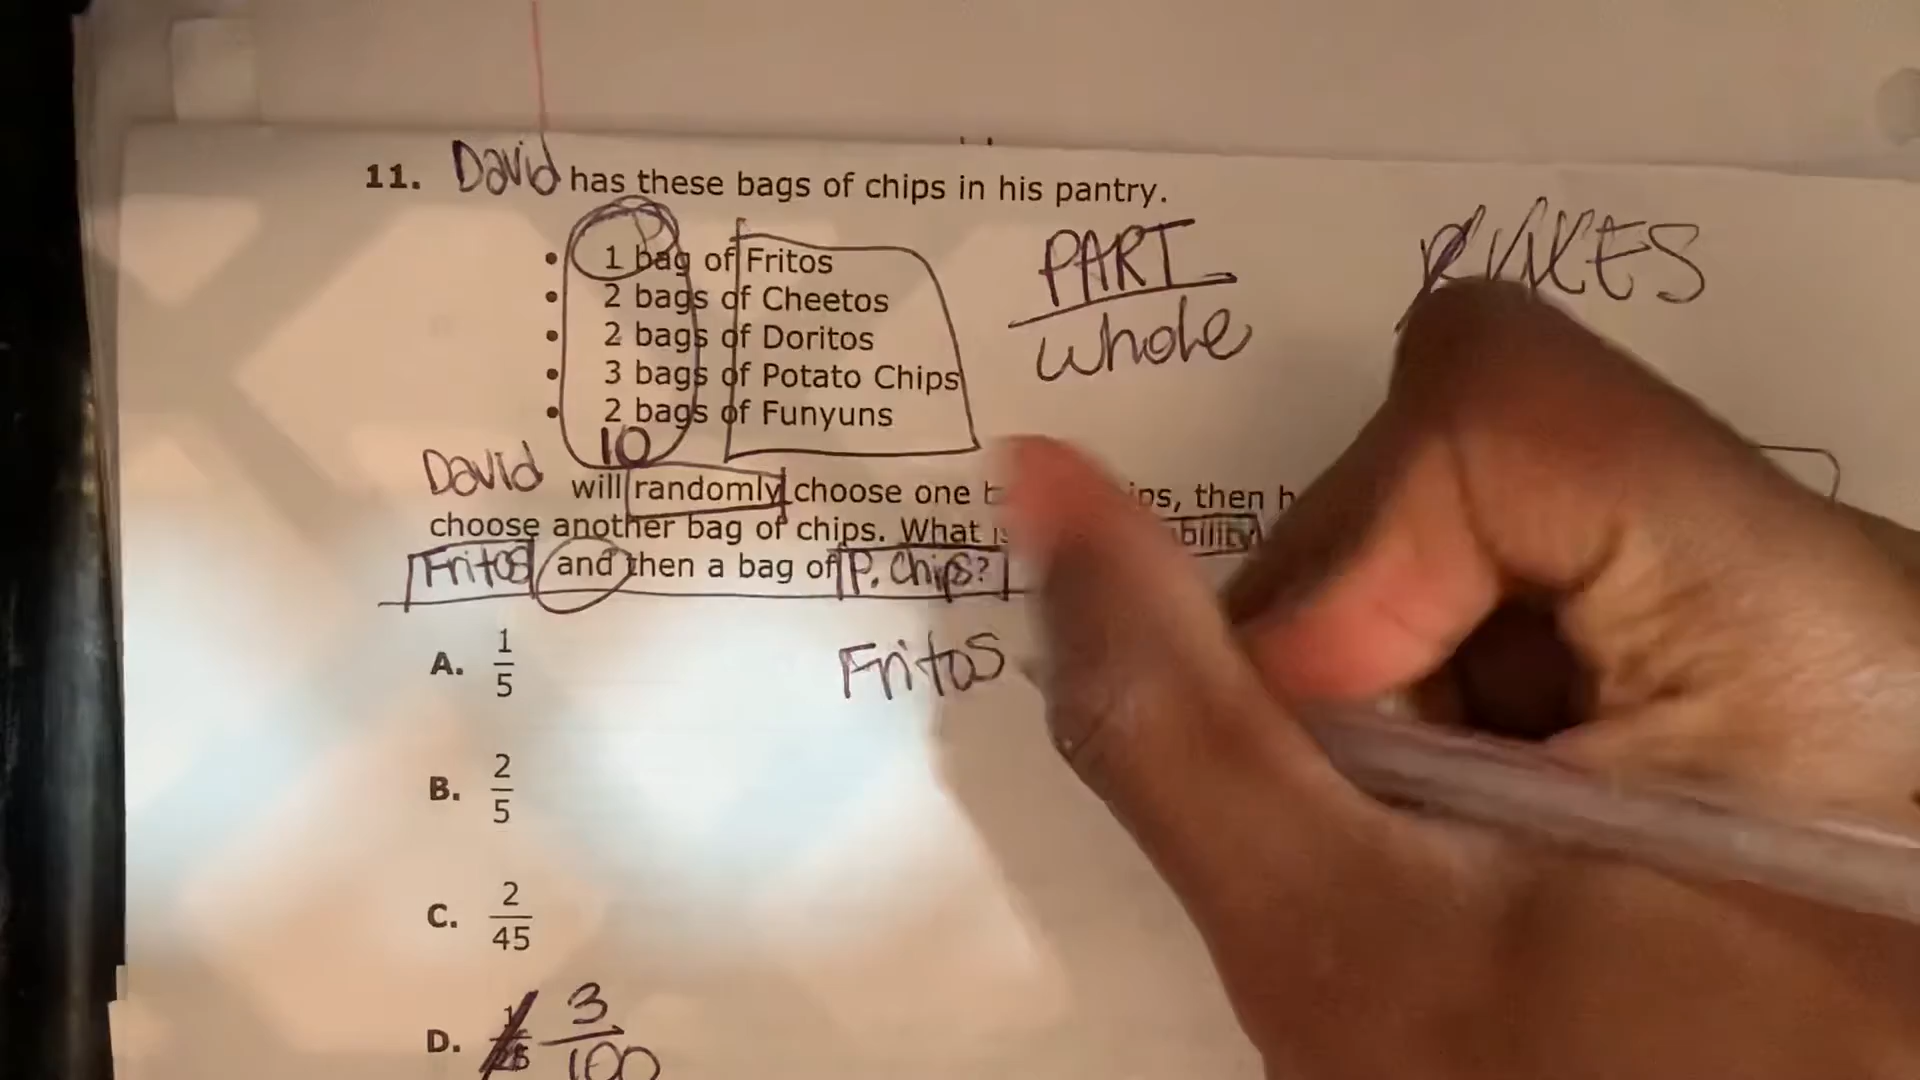 11. David has these bags of chips in his pantry.
• 1 bag of Fritos
• 2 bags of Cheetos
• 2 bags of Doritos
• 3 bags of Potato Chips
• 2 bags of Funyuns
10
PART
Whole
RULES
David will randomly choose one then
choose another bag of chips. What
Fritos and then a bag of P. Chips?
Fritos
A. 1/5
B. 2/5
C. 2/45
D. 3/100